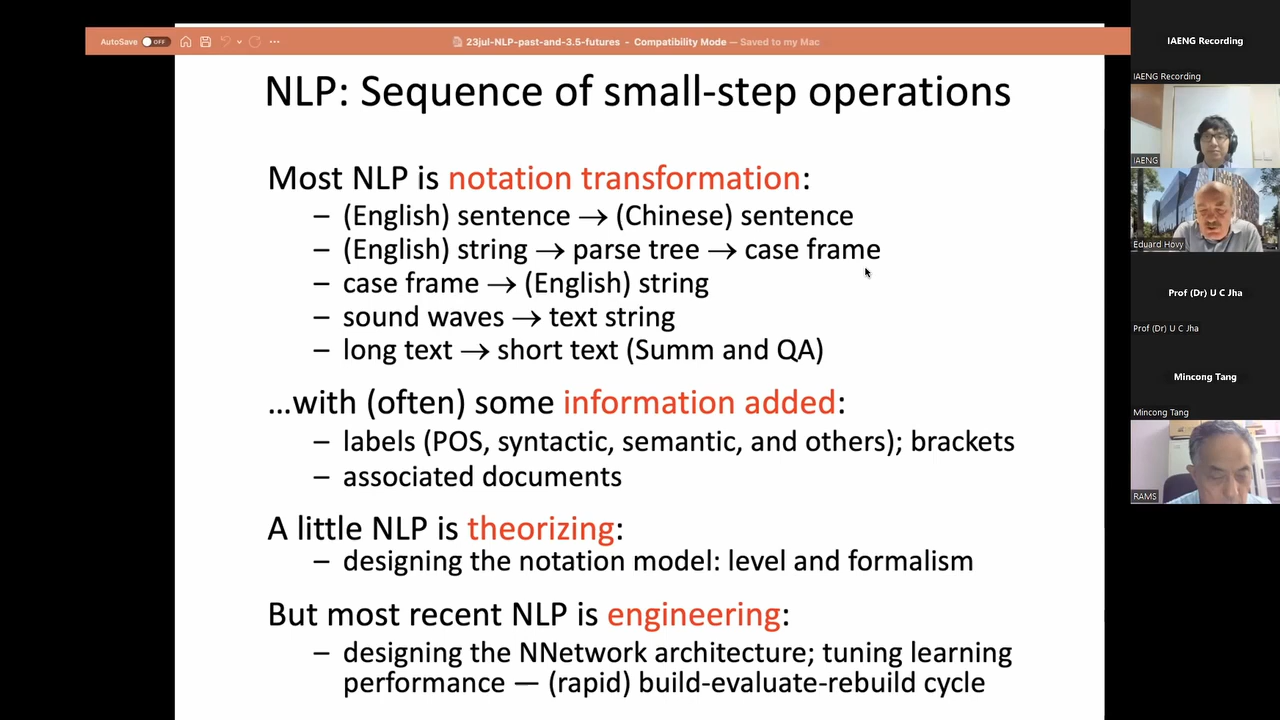 AutoSave OFF
23jul-NLP-past-and-3.5-futures - Compatibility Mode — Saved to my Mac
NLP: Sequence of small-step operations
Most NLP is notation transformation:
– (English) sentence → (Chinese) sentence
– (English) string → parse tree → case frame
– case frame → (English) string
– sound waves → text string
– long text → short text (Summ and QA)
…with (often) some information added:
– labels (POS, syntactic, semantic, and others); brackets
– associated documents
A little NLP is theorizing:
– designing the notation model: level and formalism
But most recent NLP is engineering:
– designing the NNetwork architecture; tuning learning
performance — (rapid) build-evaluate-rebuild cycle
IAENG Recording
IAENG Recording
IAENG
Eduard Hovy
Prof (Dr) U C Jha
Prof (Dr) U C Jha
Mincong Tang
Mincong Tang
RAMS